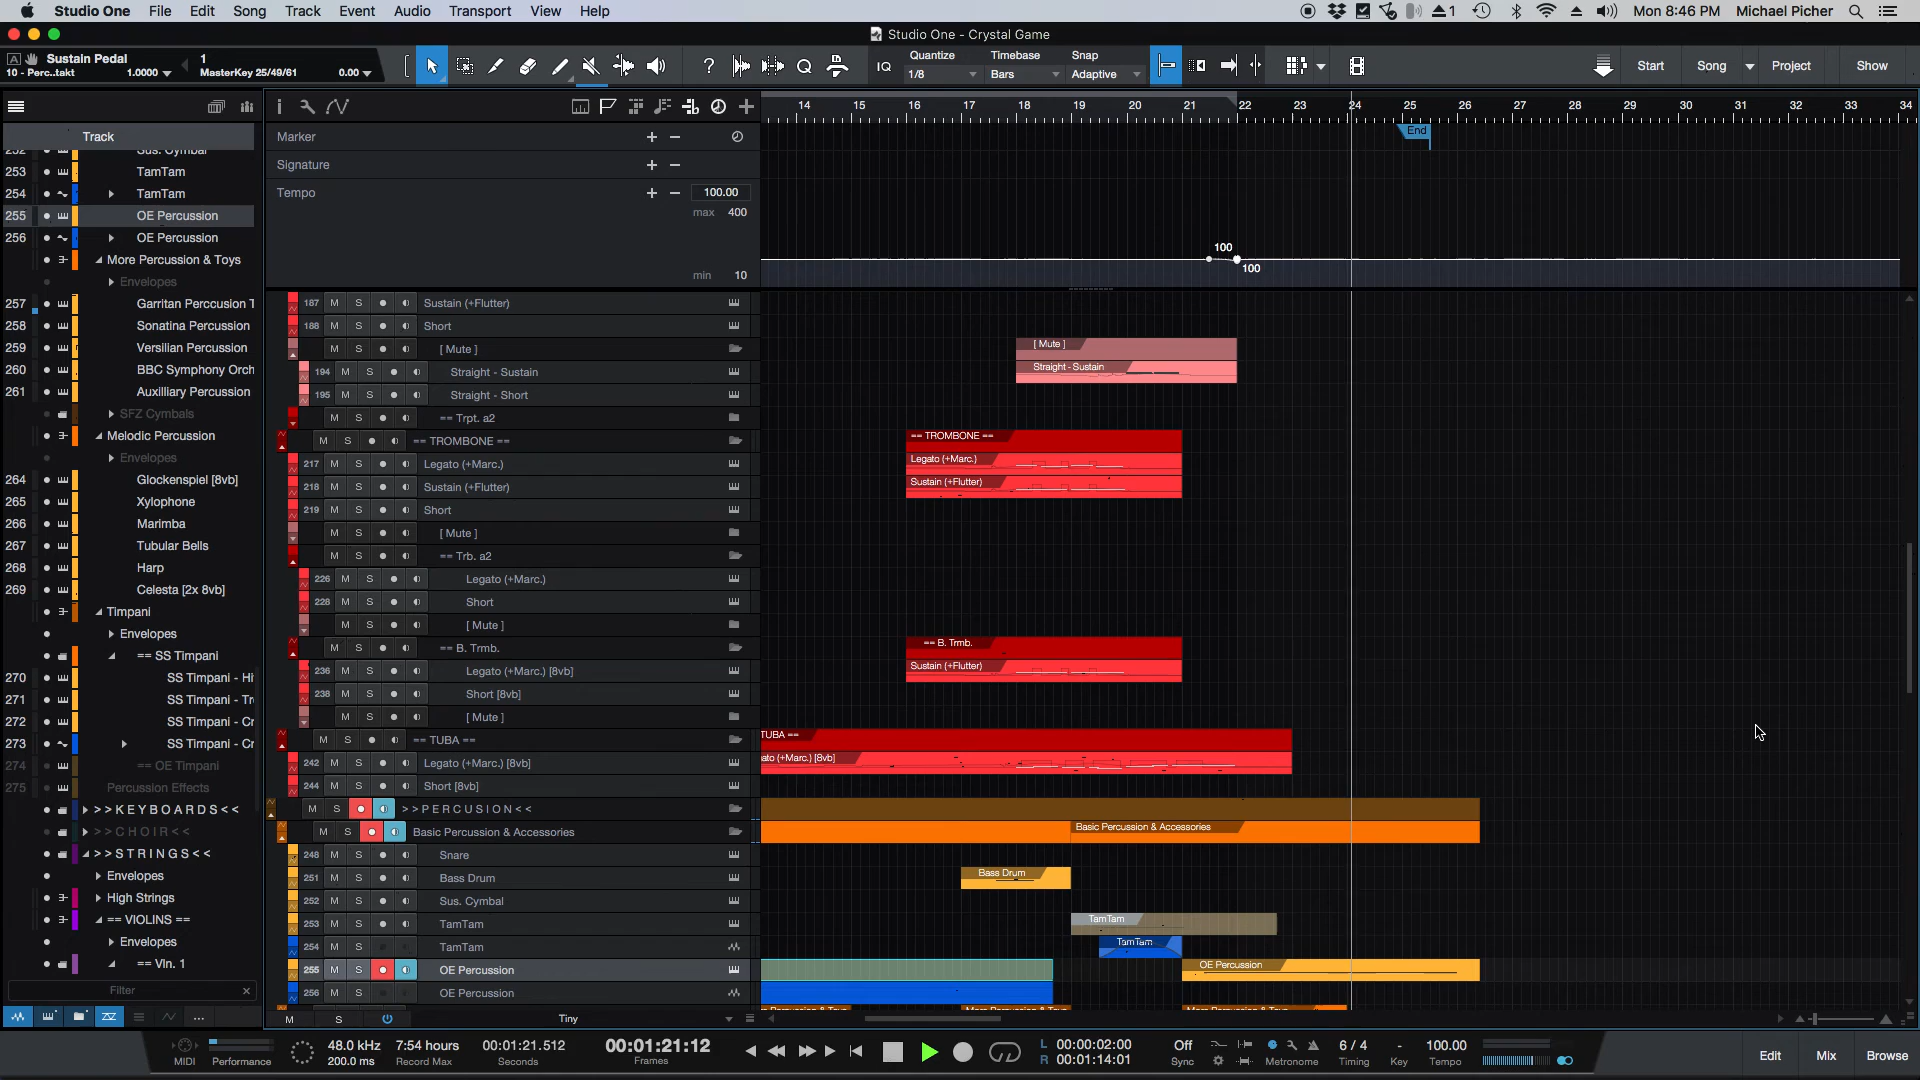 Studio One File Edit Song Track Event Audio Transport View Help
1 Mon 8:46 PM Michael Picher
Studio One - Crystal Game
Sustain Pedal 1
10 - Perc..takt 1.0000 MasterKey 25/49/61 0.00
IQ
Quantize Timebase Snap
1/8 Bars Adaptive
Start Song Project Show
Track
252 Sus. Cymbal
253 TamTam
254 TamTam
255 OE Percussion
256 OE Percussion
More Percussion & Toys
Envelopes
257 Garritan Percussion T
258 Sonatina Percussion
259 Versilian Percussion
260 BBC Symphony Orch
261 Auxilliary Percussion
SFZ Cymbals
Melodic Percussion
Envelopes
264 Glockenspiel [8vb]
265 Xylophone
266 Marimba
267 Tubular Bells
268 Harp
269 Celesta [2x 8vb]
Timpani
Envelopes
== SS Timpani
270 SS Timpani - Hi
271 SS Timpani - Tr
272 SS Timpani - Cr
273 SS Timpani - Cr
274 == OE Timpani
275 Percussion Effects
> > K E Y B O A R D S < <
> > C H O I R < <
> > S T R I N G S < <
Envelopes
High Strings
== VIOLINS ==
Envelopes
== Vln. 1
Filter
14 15 16 17 18 19 20 21 22 23 24 25 26 27 28 29 30 31 32 33 34
Marker
End
Signature
Tempo 100.00
max 400
min 10
100
100
187 M S Sustain (+Flutter)
188 M S Short
M S [ Mute ]
194 M S Straight - Sustain
195 M S Straight - Short
M S == Trpt. a2
M S == TROMBONE ==
217 M S Legato (+Marc.)
218 M S Sustain (+Flutter)
219 M S Short
M S [ Mute ]
M S == Trb. a2
226 M S Legato (+Marc.)
228 M S Short
M S [ Mute ]
M S == B. Trmb.
236 M S Legato (+Marc.) [8vb]
238 M S Short [8vb]
M S [ Mute ]
M S == TUBA ==
242 M S Legato (+Marc.) [8vb]
244 M S Short [8vb]
M S > > P E R C U S I O N < <
M S Basic Percussion & Accessories
248 M S Snare
251 M S Bass Drum
252 M S Sus. Cymbal
253 M S TamTam
254 M S TamTam
255 M S OE Percussion
256 M S OE Percussion
M S Tiny
[ Mute ]
Straight - Sustain
== TROMBONE ==
Legato (+Marc.)
Sustain (+Flutter)
== B. Trmb.
Sustain (+Flutter)
TUBA ==
ato (+Marc.) [8vb]
Basic Percussion & Accessories
Bass Drum
TamTam
TamTam
OE Percussion
MIDI Performance
48.0 kHz
200.0 ms
7:54 hours
Record Max
00:01:21.512
Seconds
00:01:21:12
Frames
L 00:00:02:00
R 00:01:14:01
Off
Sync
Metronome
6 / 4
Timing
-
Key
100.00
Tempo
Edit Mix Browse